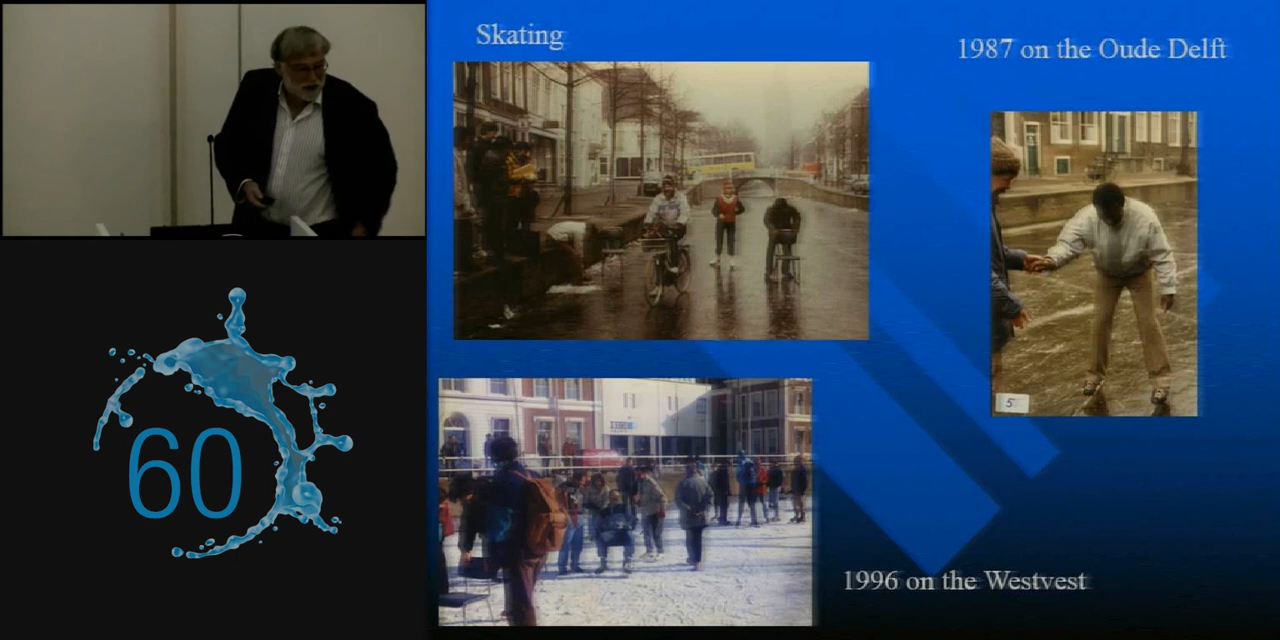 Skating
1987 on the Oude Delft
5
60
1996 on the Westvest